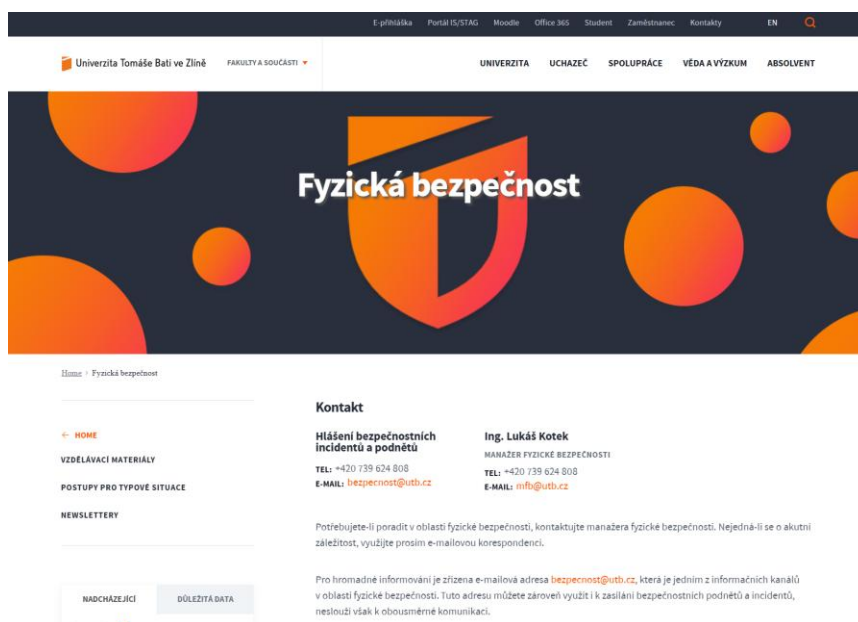 E-přihláška Portál IS/STAG Moodle Office 365 Student Zaměstnanec Kontakty EN
Univerzita Tomáše Bati ve Zlíně FAKULTY A SOUČÁSTI UNIVERZITA UCHAZEČ SPOLUPRÁCE VĚDA A VÝZKUM ABSOLVENT
Fyzická bezpečnost
Home › Fyzická bezpečnost
← HOME
VZDĚLÁVACÍ MATERIÁLY
POSTUPY PRO TYPOVÉ SITUACE
NEWSLETTERY
NADCHÁZEJÍCÍ DŮLEŽITÁ DATA
Kontakt
Hlášení bezpečnostních
incidentů a podnětů
TEL: +420 739 624 808
E-MAIL: bezpecnost@utb.cz
Ing. Lukáš Kotek
MANAŽER FYZICKÉ BEZPEČNOSTI
TEL: +420 739 624 808
E-MAIL: mfb@utb.cz
Potřebujete-li poradit v oblasti fyzické bezpečnosti, kontaktujte manažera fyzické bezpečnosti. Nejedná-li se o akutní
záležitost, využijte prosím e-mailovou korespondenci.
Pro hromadné informování je zřízena e-mailová adresa bezpecnost@utb.cz, která je jedním z informačních kanálů
v oblasti fyzické bezpečnosti. Tuto adresu můžete zároveň využít i k zasílání bezpečnostních podnětů a incidentů,
neslouží však k obousměrné komunikaci.